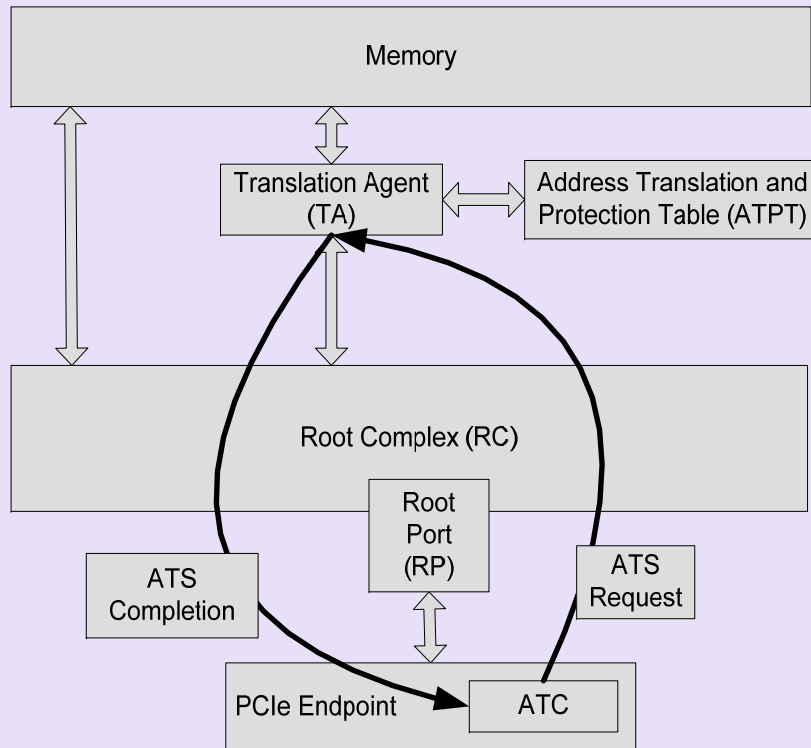 Memory
Translation Agent
(TA)
Address Translation and
Protection Table (ATPT)
Root Complex (RC)
Root
Port
(RP)
ATS
Completion
ATS
Request
PCIe Endpoint
ATC